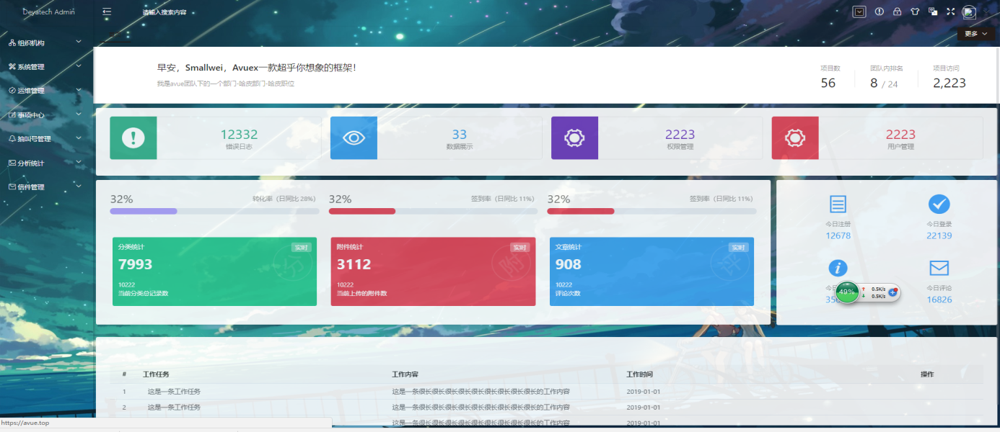 Deyatech Admin
请输入搜索内容
更多
组织机构
系统管理
运维管理
事项中心
抽叫号管理
分析统计
信件管理
早安，Smallwei，Avuex一款超乎你想象的框架！
我是avue团队下的一个部门-哈皮部门-哈皮职位
项目数
56
团队内排名
8 / 24
项目访问
2,223
12332
错误日志
33
数据展示
2223
权限管理
2223
用户管理
32%
转化率（日同比 28%）
32%
签到率（日同比 11%）
32%
签到率（日同比 11%）
分类统计
实时
7993
分
10222
当前分类总记录数
附件统计
实时
3112
附
10222
当前上传的附件数
文章统计
实时
908
评
10222
评论次数
今日注册
12678
今日登录
22139
今日
35
今日评论
16826
49%
0.5K/s
0.5K/s
# 工作任务 工作内容 工作时间 操作
1 这是一条工作任务 这是一条很长很长很长很长很长很长很长很长很长的工作内容 2019-01-01
2 这是一条工作任务 这是一条很长很长很长很长很长很长很长很长很长的工作内容 2019-01-01
这是一条很长很长很长很长很长很长很长很长很长的工作内容 2019-01-01
https://avue.top